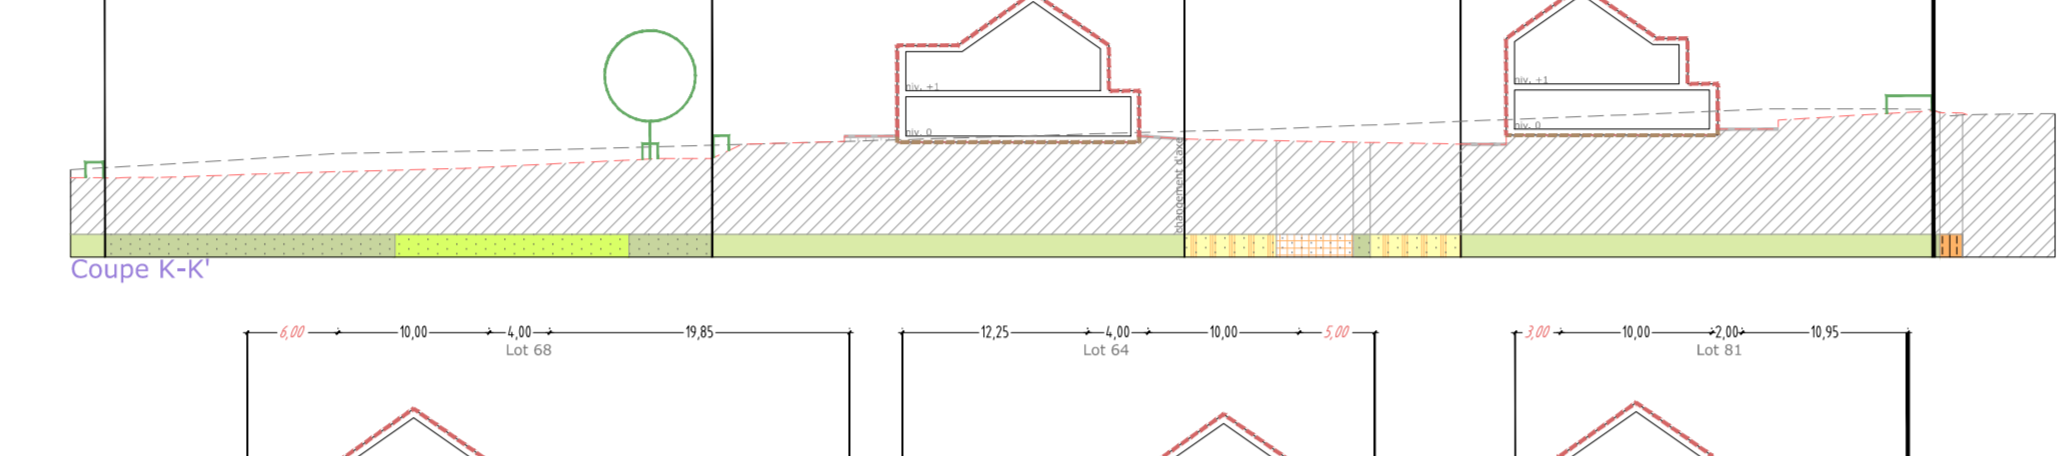 niv. +1
niv. 0
niv. +1
niv. 0
changement d'axe
Coupe K-K'
6,00 10,00 4,00 19,85
Lot 68
12,25 4,00 10,00 5,00
Lot 64
3,00 10,00 2,00 10,95
Lot 81